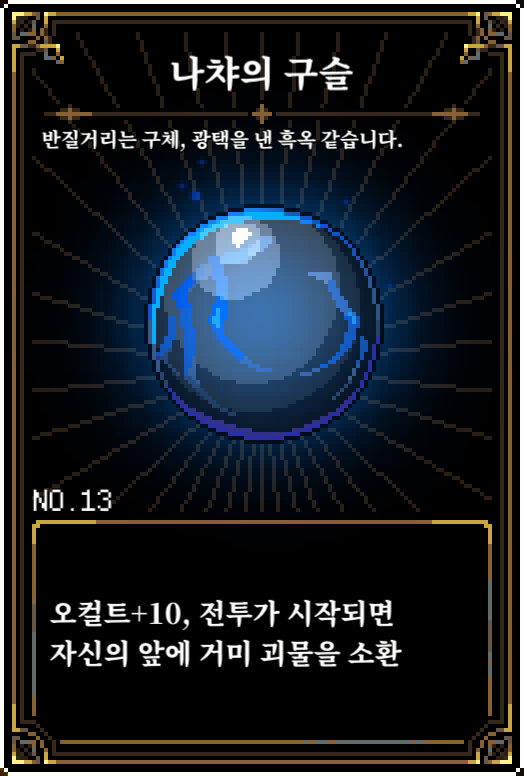 나챠의 구슬
반질거리는 구체, 광택을 낸 흑옥 같습니다.
NO.13
오컬트+10, 전투가 시작되면
자신의 앞에 거미 괴물을 소환